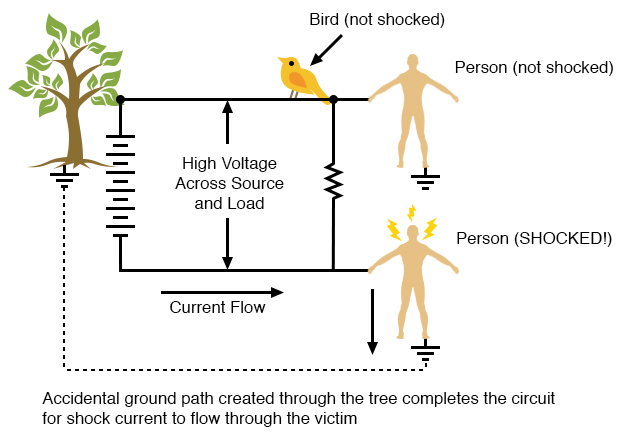 Bird (not shocked)
Person (not shocked)
High Voltage
Across Source
and Load
Person (SHOCKED!)
Current Flow
Accidental ground path created through the tree completes the circuit
for shock current to flow through the victim